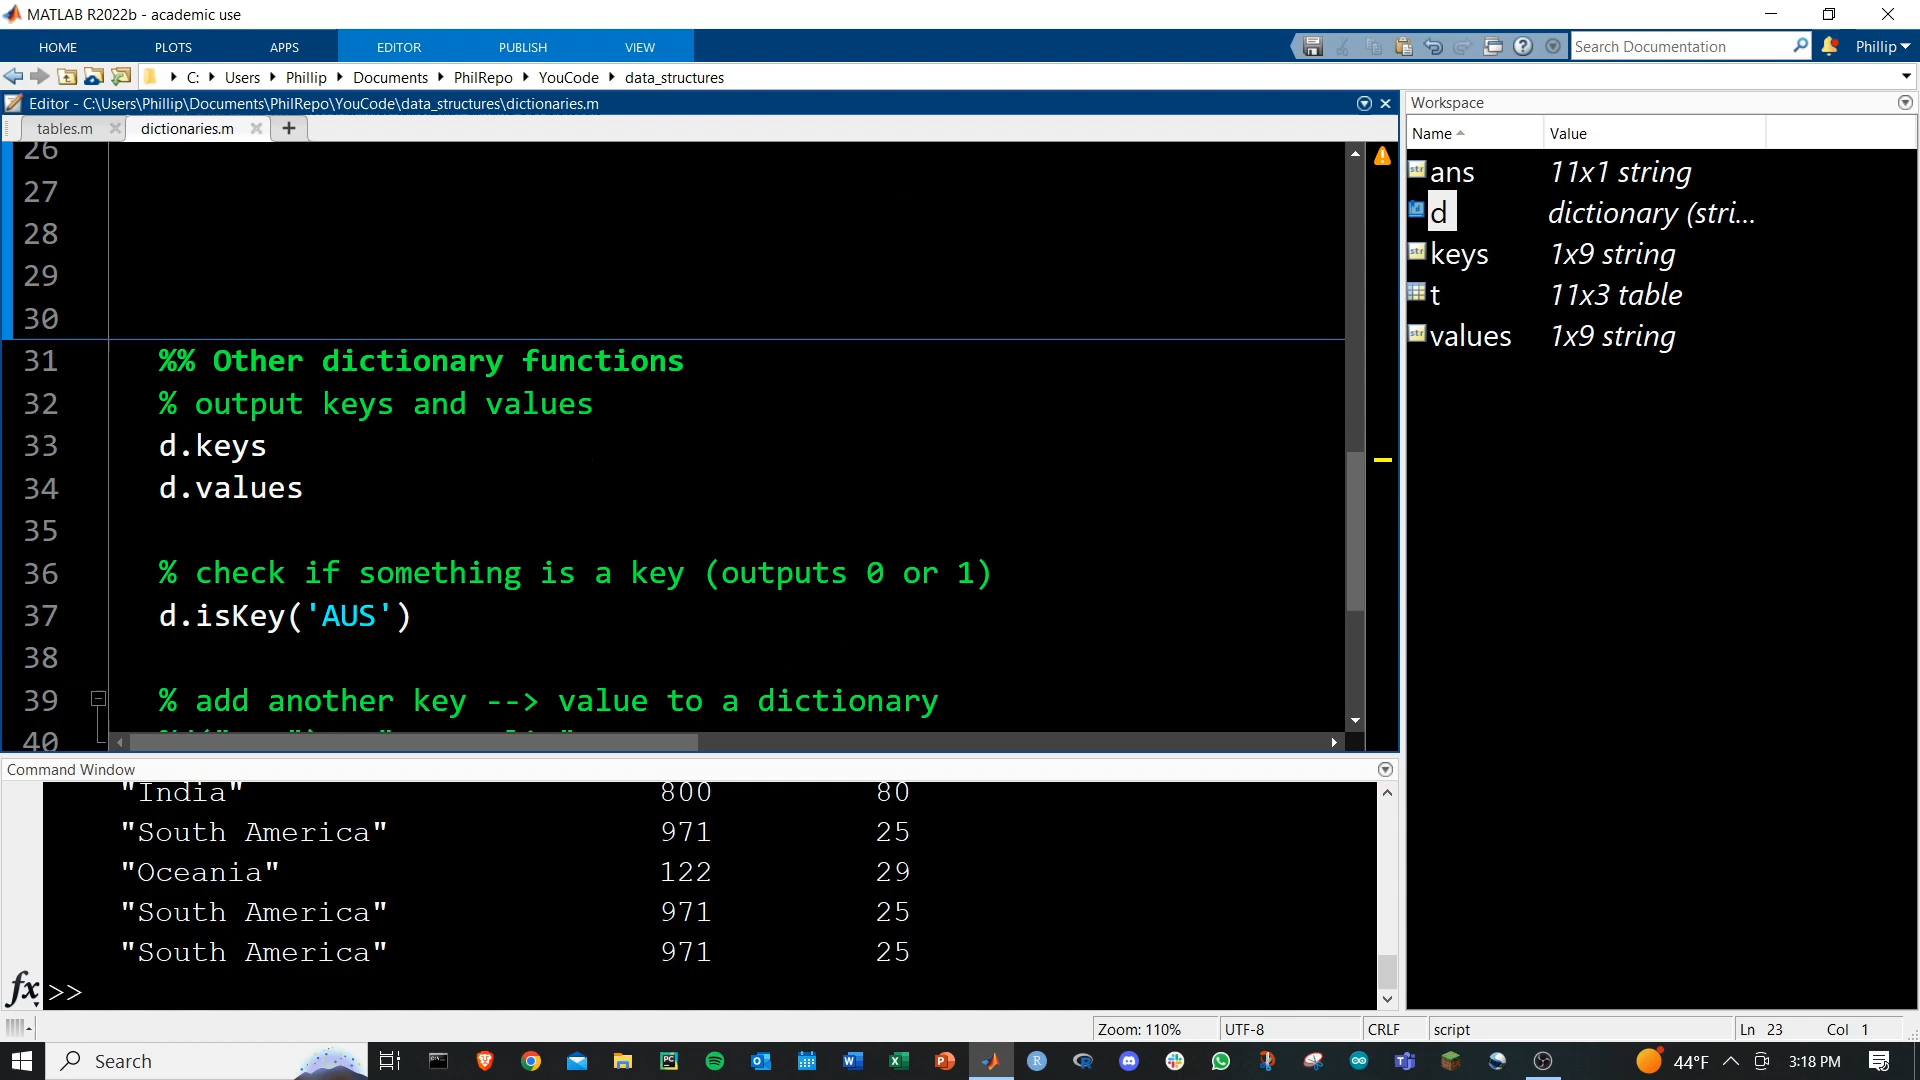 MATLAB R2022b - academic use
HOME PLOTS APPS EDITOR PUBLISH VIEW
Search Documentation
Phillip
C: Users Phillip Documents PhilRepo YouCode data_structures
Editor - C:\Users\Phillip\Documents\PhilRepo\YouCode\data_structures\dictionaries.m
tables.m dictionaries.m
26
27
28
29
30
31 %% Other dictionary functions
32 % output keys and values
33 d.keys
34 d.values
35
36 % check if something is a key (outputs 0 or 1)
37 d.isKey('AUS')
38
39 % add another key --> value to a dictionary
40
Workspace
Name Value
ans 11x1 string
d dictionary (stri...
keys 1x9 string
t 11x3 table
values 1x9 string
Command Window
"India" 800 80
"South America" 971 25
"Oceania" 122 29
"South America" 971 25
"South America" 971 25
fx >>
Zoom: 110% UTF-8 CRLF script Ln 23 Col 1
Search
44°F 3:18 PM